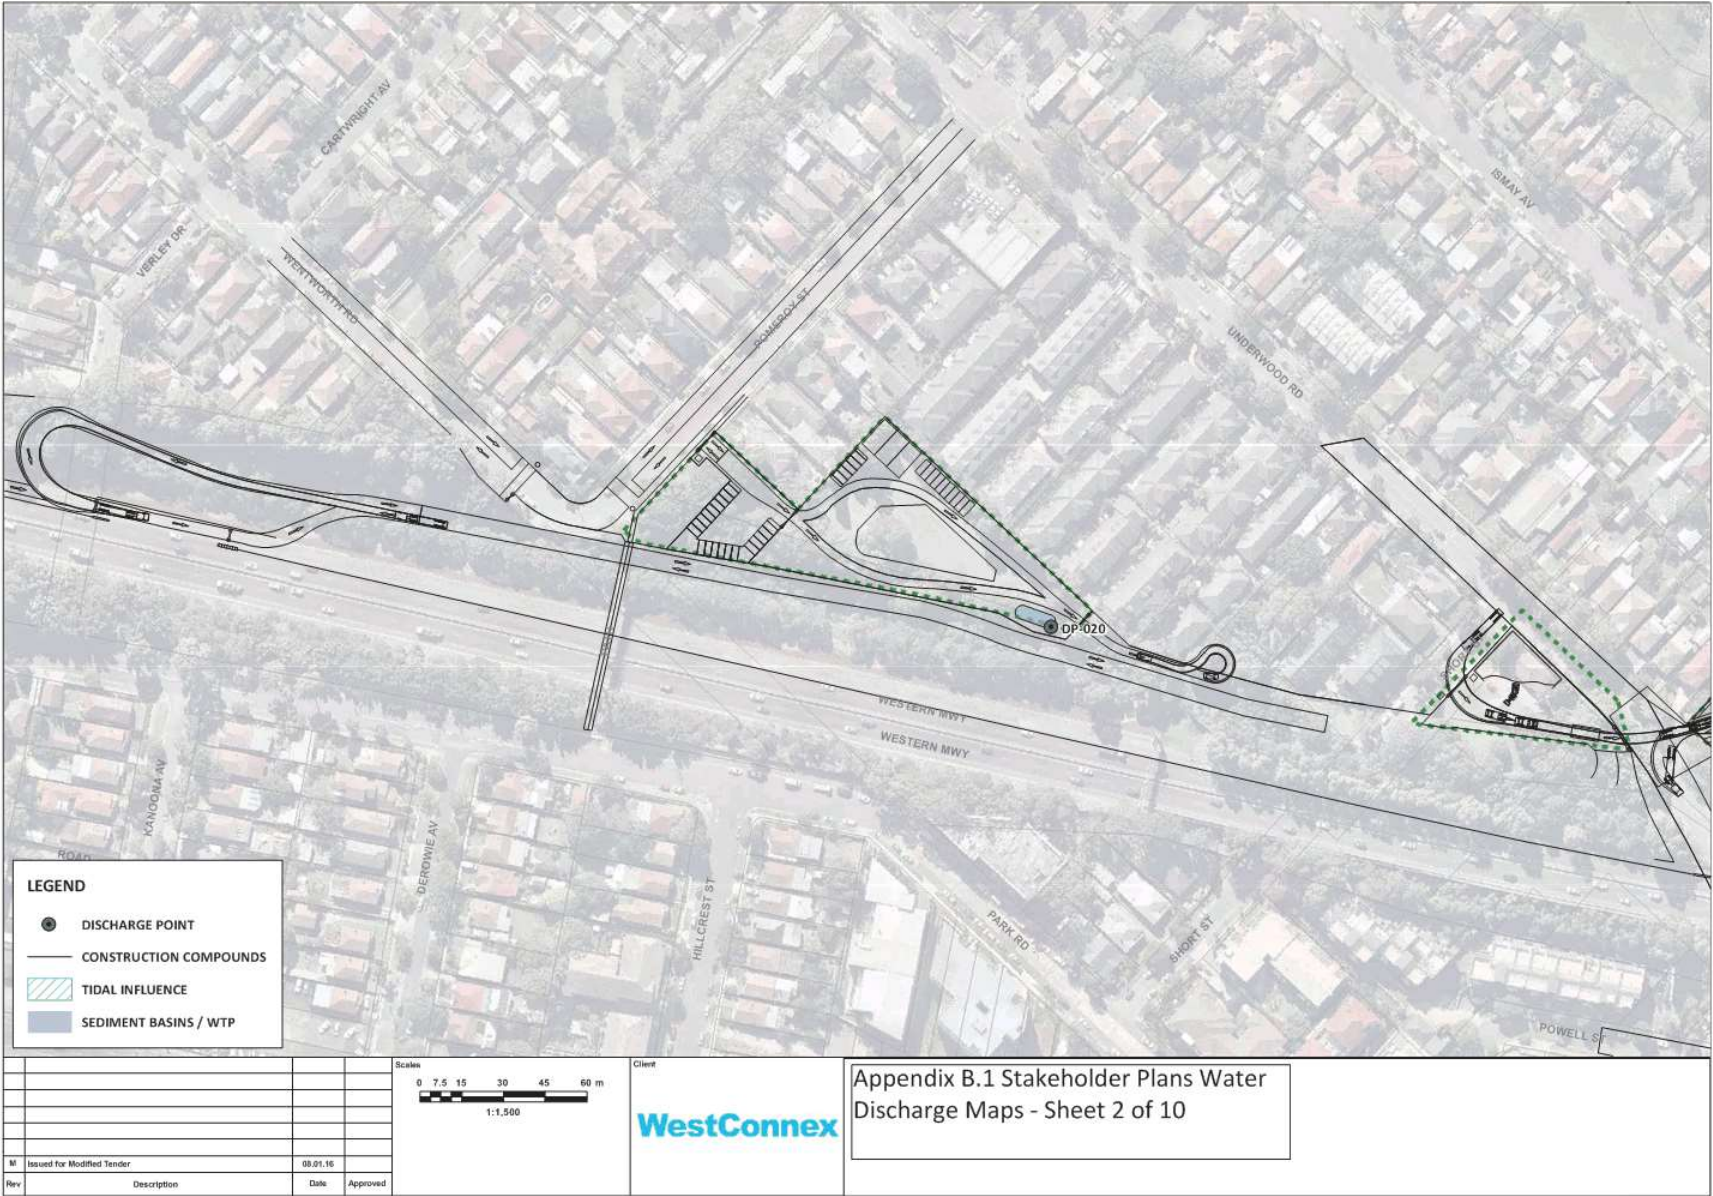 CARTWRIGHT AV
ISMAY AV
VERLEY DR
WENTWORTH RD
POMEROY ST
UNDERWOOD RD
DP-020
WESTERN MWY
WESTERN MWY
KANOONA AV
DEROWIE AV
HILLCREST ST
PARK RD
SHORT ST
POWELL ST
ROAD
LEGEND
DISCHARGE POINT
CONSTRUCTION COMPOUNDS
TIDAL INFLUENCE
SEDIMENT BASINS / WTP
Scales
0 7.5 15 30 45 60 m
1:1,500
Client
WestConnex
Appendix B.1 Stakeholder Plans Water
Discharge Maps - Sheet 2 of 10
M Issued for Modified Tender 08.01.16
Rev Description Date Approved